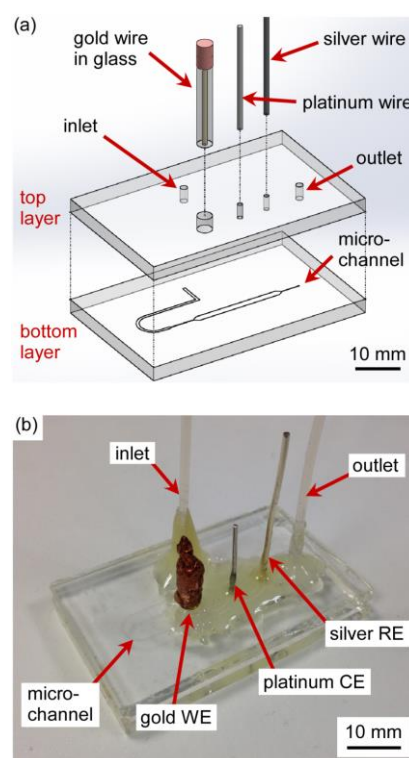 (a)
gold wire
in glass
silver wire
platinum wire
inlet
outlet
top
layer
micro-
channel
bottom
layer
10 mm
(b)
inlet
outlet
silver RE
platinum CE
micro-
channel
gold WE
10 mm